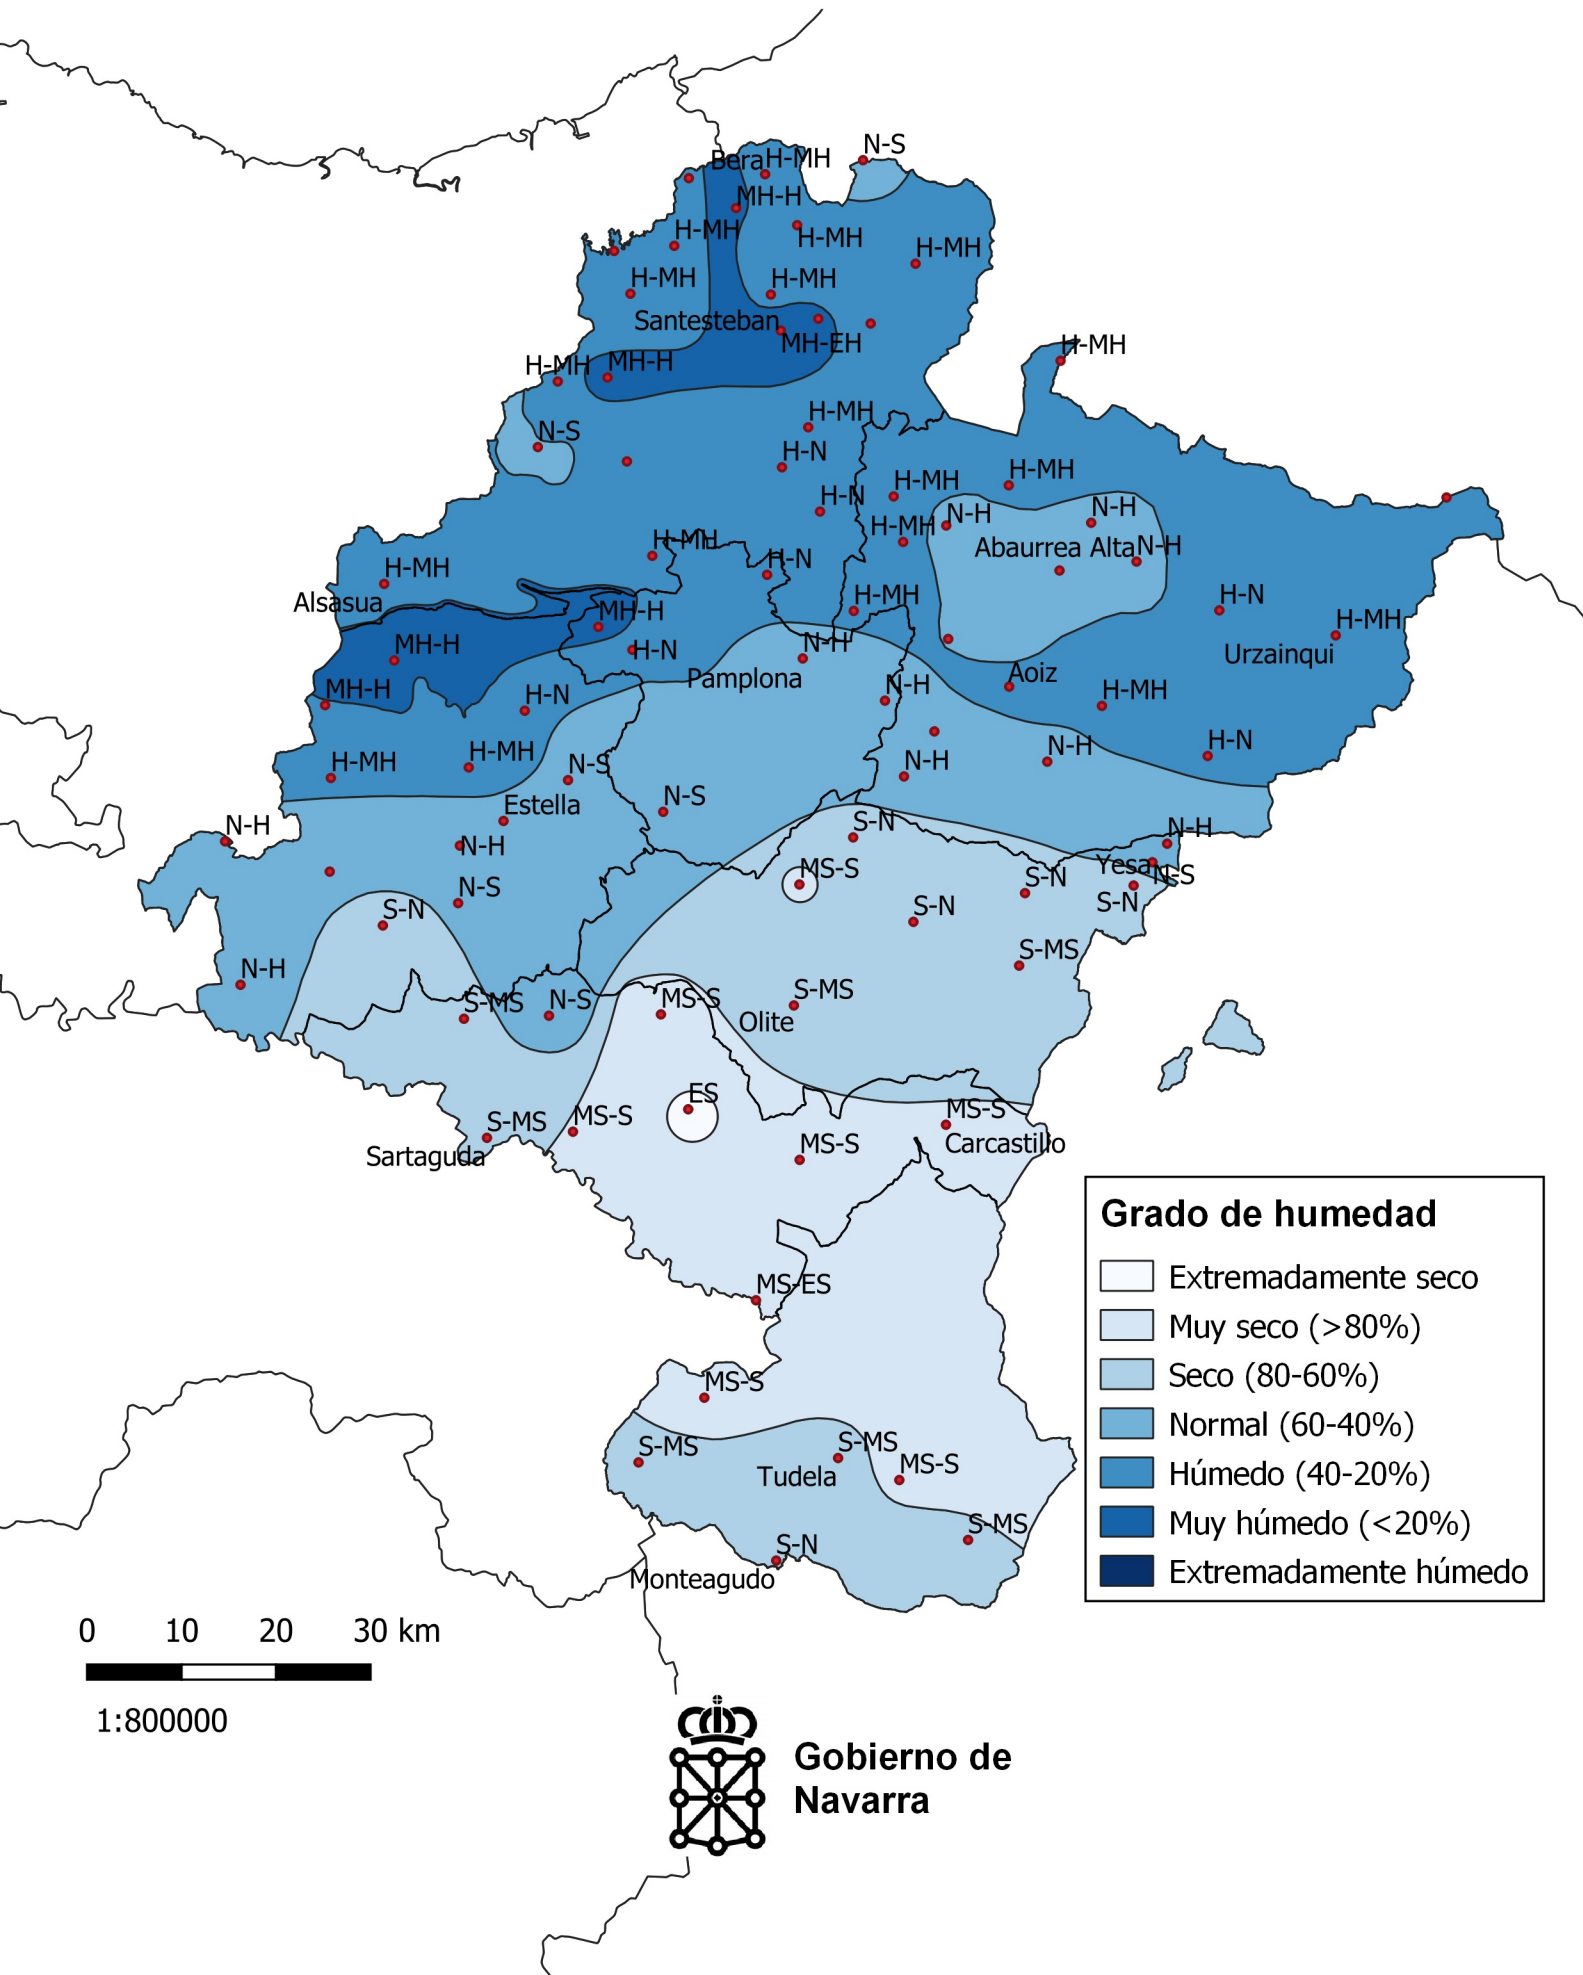 N-S
Bera
H-MH
MH-H
H-MH
H-MH
H-MH
H-MH
H-MH
Santesteban
MH-EH
H-MH
H-MH
MH-H
H-MH
N-S
H-N
H-MH
H-MH
H-N
H-MH
N-H
N-H
H-MH
Abaurrea Alta
N-H
H-MH
H-N
H-MH
Alsasua
MH-H
H-MH
H-N
H-MH
MH-H
H-N
N-H
Urzainqui
Pamplona
N-H
Aoiz
MH-H
H-N
H-MH
H-MH
H-MH
N-S
N-H
N-H
H-N
Estella
N-S
N-H
S-N
N-H
N-H
MS-S
Yesa
N-S
S-N
N-S
S-N
S-N
S-N
N-H
S-MS
S-MS
N-S
MS-S
S-MS
Olite
ES
S-MS
MS-S
MS-S
Sartaguda
MS-S
Carcastillo
MS-ES
MS-S
S-MS
S-MS
Tudela
MS-S
S-MS
S-N
Monteagudo
Grado de humedad
Extremadamente seco
Muy seco (>80%)
Seco (80-60%)
Normal (60-40%)
Húmedo (40-20%)
Muy húmedo (<20%)
Extremadamente húmedo
0 10 20 30 km
1:800000
Gobierno de
Navarra